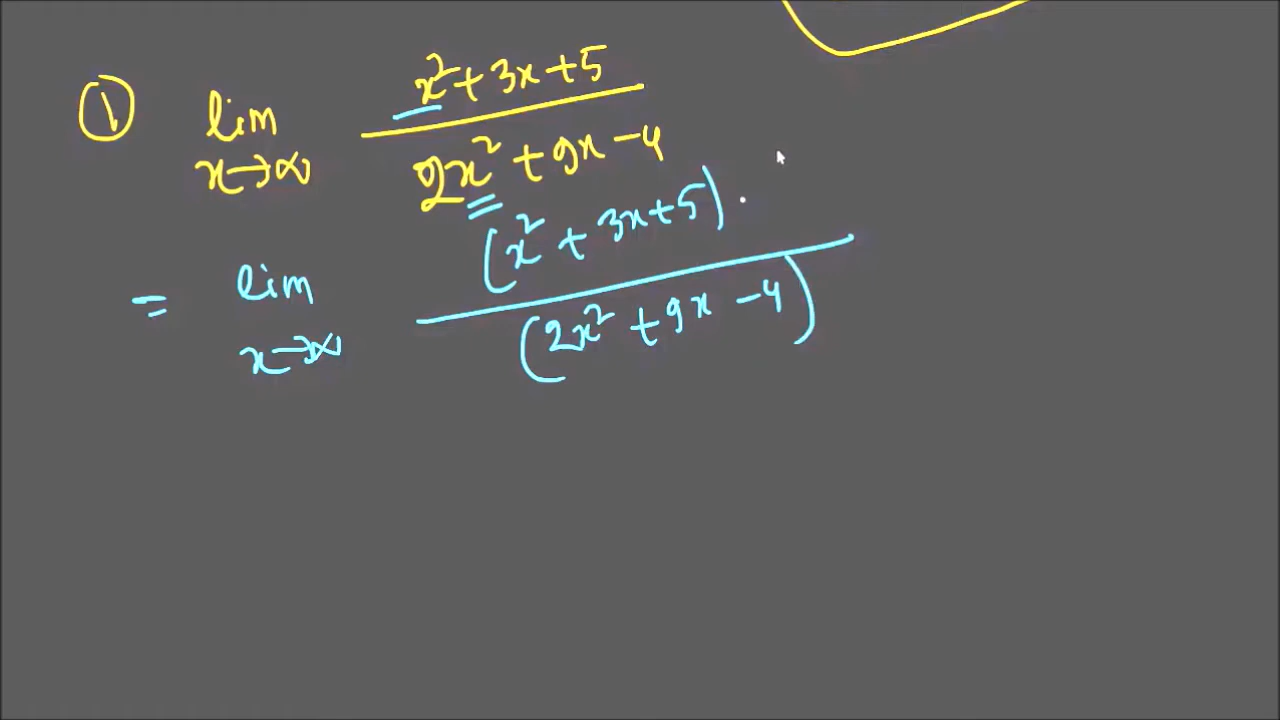 ① lim x→∞ x² + 3x + 5 / 2x² + 9x - 4
= lim x→∞ (x² + 3x + 5) · / (2x² + 9x - 4)